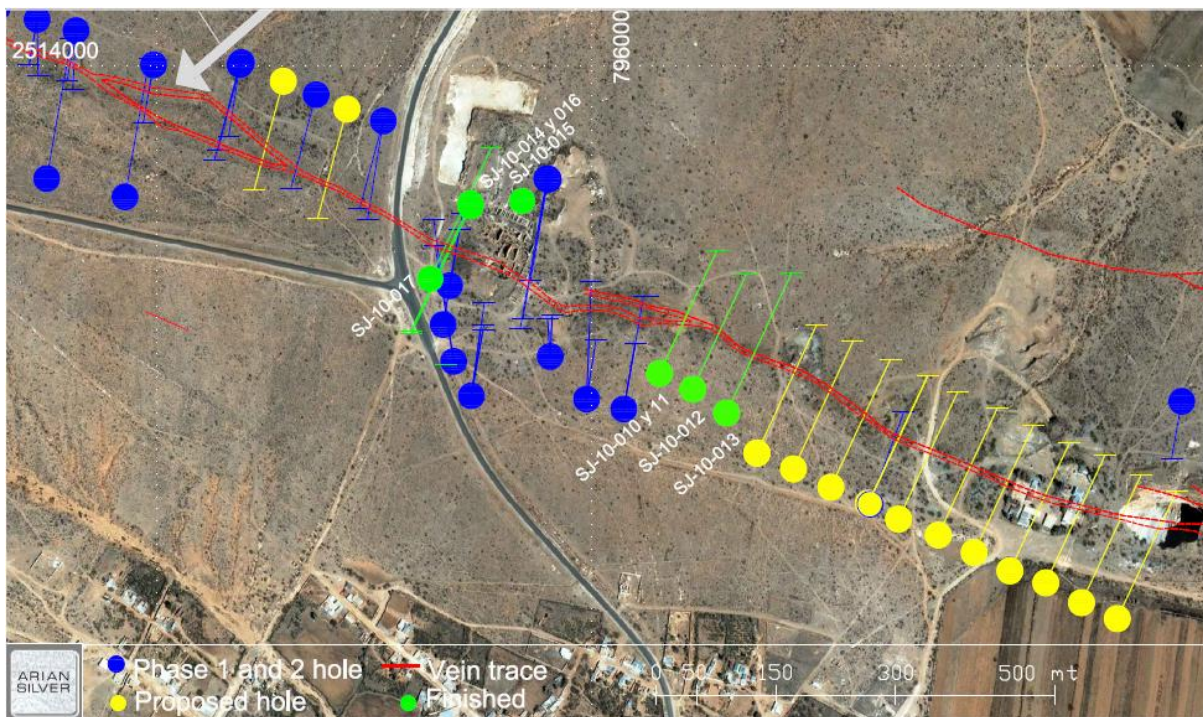 2514000
796000
SJ-10-014 y 016
SJ-10-015
SJ-10-017
SJ-10-010 y 11
SJ-10-012
SJ-10-013
ARIAN
SILVER
Phase 1 and 2 hole
Vein trace
Proposed hole
Finished
0 50 150 300 500 mt